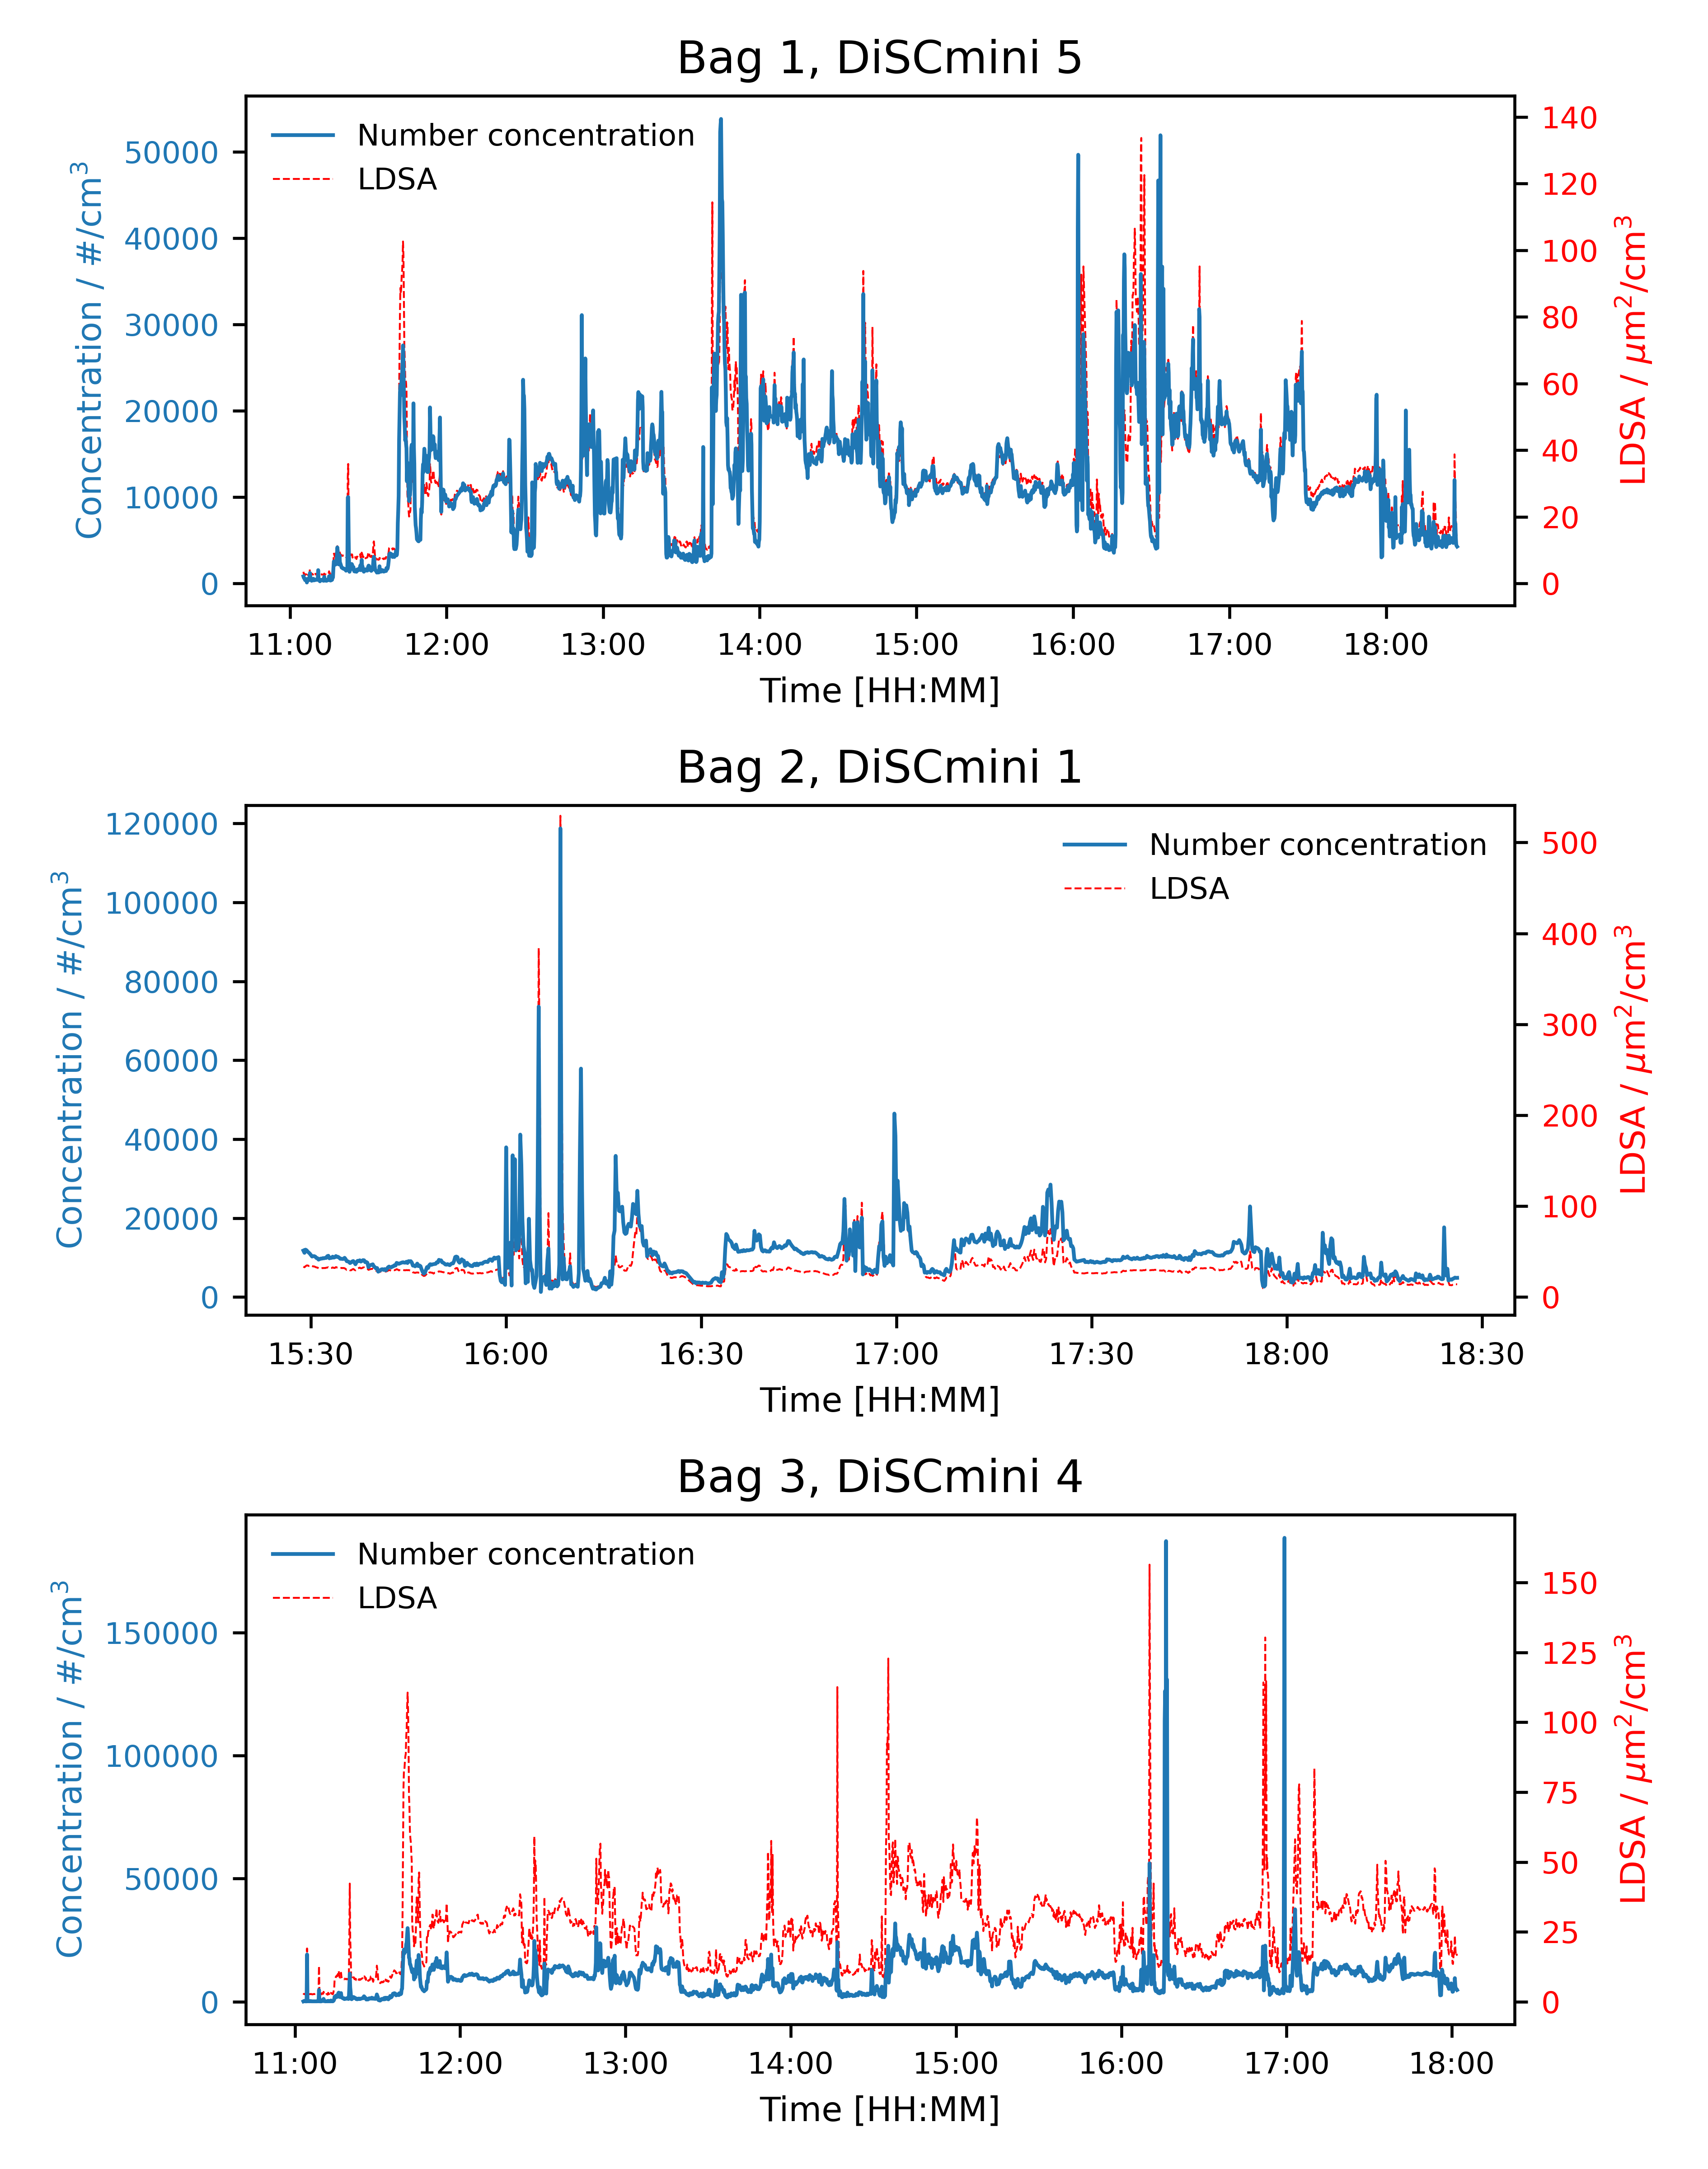 Bag 1, DiSCmini 5
Number concentration
LDSA
Concentration / #/cm³
50000
40000
30000
20000
10000
0
LDSA / μm²/cm³
140
120
100
80
60
40
20
0
11:00 12:00 13:00 14:00 15:00 16:00 17:00 18:00
Time [HH:MM]
Bag 2, DiSCmini 1
Number concentration
LDSA
Concentration / #/cm³
120000
100000
80000
60000
40000
20000
0
LDSA / μm²/cm³
500
400
300
200
100
0
15:30 16:00 16:30 17:00 17:30 18:00 18:30
Time [HH:MM]
Bag 3, DiSCmini 4
Number concentration
LDSA
Concentration / #/cm³
150000
100000
50000
0
LDSA / μm²/cm³
150
125
100
75
50
25
0
11:00 12:00 13:00 14:00 15:00 16:00 17:00 18:00
Time [HH:MM]